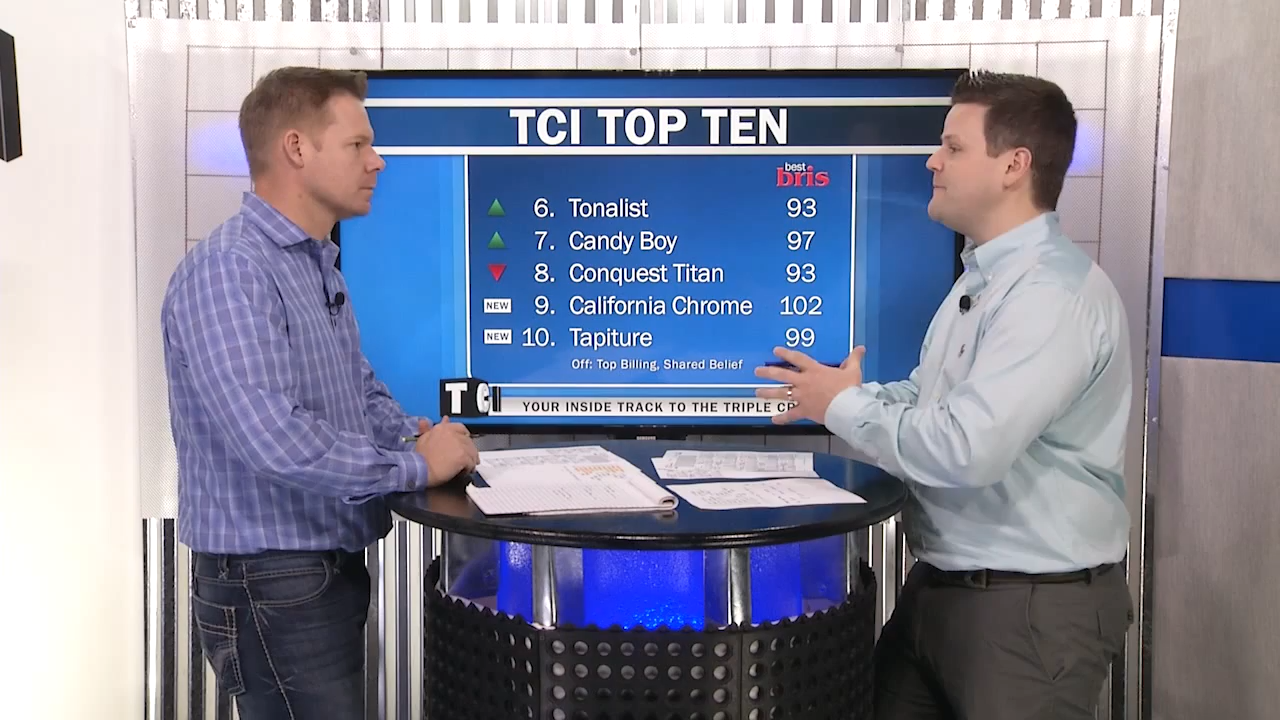 TCI TOP TEN
best
bris
6. Tonalist 93
7. Candy Boy 97
8. Conquest Titan 93
NEW 9. California Chrome 102
NEW 10. Tapiture 99
Off: Top Billing, Shared Belief
TCI
YOUR INSIDE TRACK TO THE TRIPLE